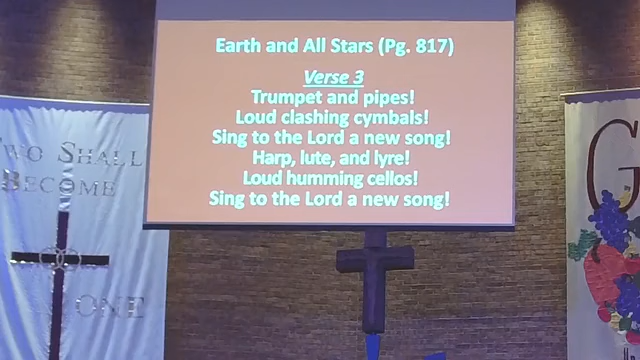 Earth and All Stars (Pg. 817)
Verse 3
Trumpet and pipes!
Loud clashing cymbals!
Sing to the Lord a new song!
Harp, lute, and lyre!
Loud humming cellos!
Sing to the Lord a new song!
TWO SHALL
BECOME
ONE
G